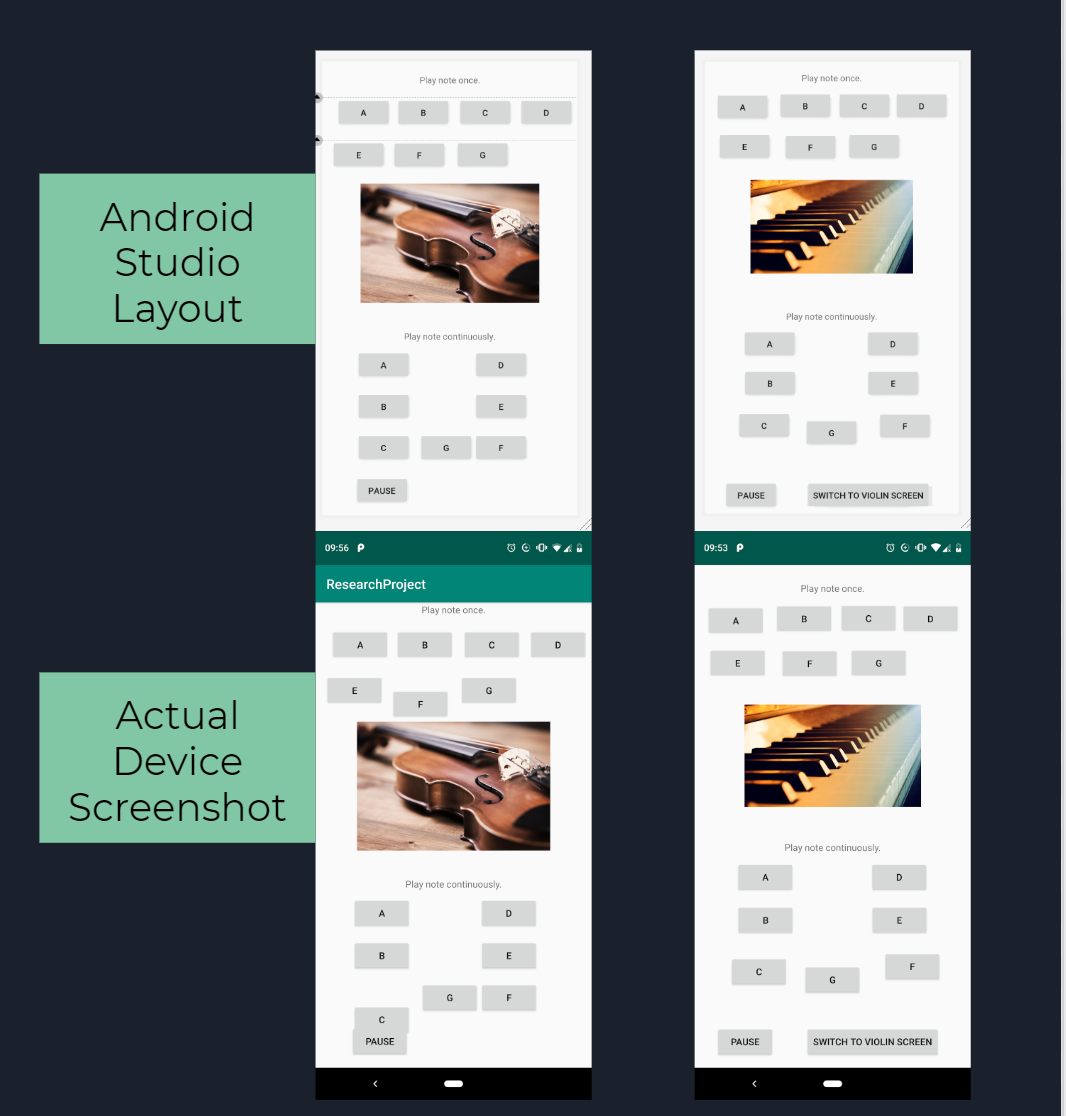 Android
Studio
Layout
Play note once.
A B C D
E F G
Play note continuously.
A D
B E
C G F
PAUSE
Play note once.
A B C D
E F G
Play note continuously.
A D
B E
C G F
PAUSE SWITCH TO VIOLIN SCREEN
Actual
Device
Screenshot
09:56
ResearchProject
Play note once.
A B C D
E F G
Play note continuously.
A D
B E
G F
C
PAUSE
09:53
Play note once.
A B C D
E F G
Play note continuously.
A D
B E
C G F
PAUSE SWITCH TO VIOLIN SCREEN